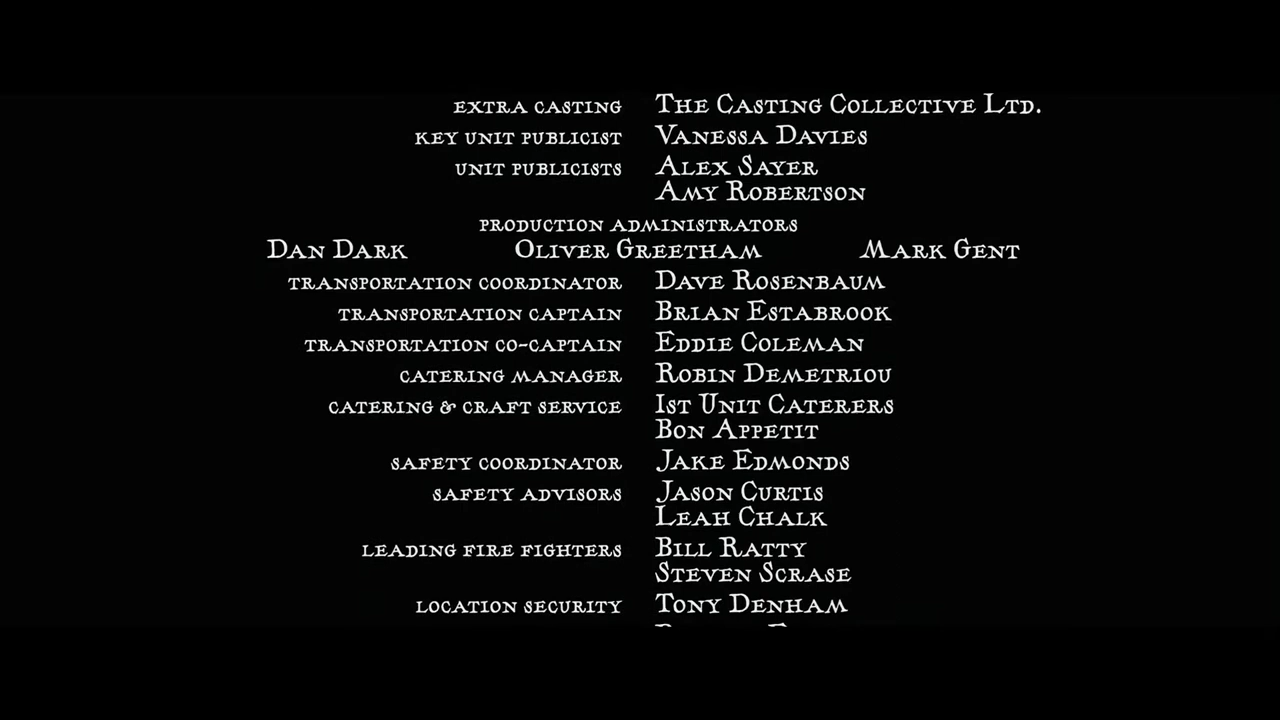 EXTRA CASTING THE CASTING COLLECTIVE LTD.
KEY UNIT PUBLICIST VANESSA DAVIES
UNIT PUBLICISTS ALEX SAYER
AMY ROBERTSON
PRODUCTION ADMINISTRATORS
DAN DARK OLIVER GREETHAM MARK GENT
TRANSPORTATION COORDINATOR DAVE ROSENBAUM
TRANSPORTATION CAPTAIN BRIAN ESTABROOK
TRANSPORTATION CO-CAPTAIN EDDIE COLEMAN
CATERING MANAGER ROBIN DEMETRIOU
CATERING & CRAFT SERVICE 1ST UNIT CATERERS
BON APPETIT
SAFETY COORDINATOR JAKE EDMONDS
SAFETY ADVISORS JASON CURTIS
LEAH CHALK
LEADING FIRE FIGHTERS BILL RATTY
STEVEN SCRASE
LOCATION SECURITY TONY DENHAM